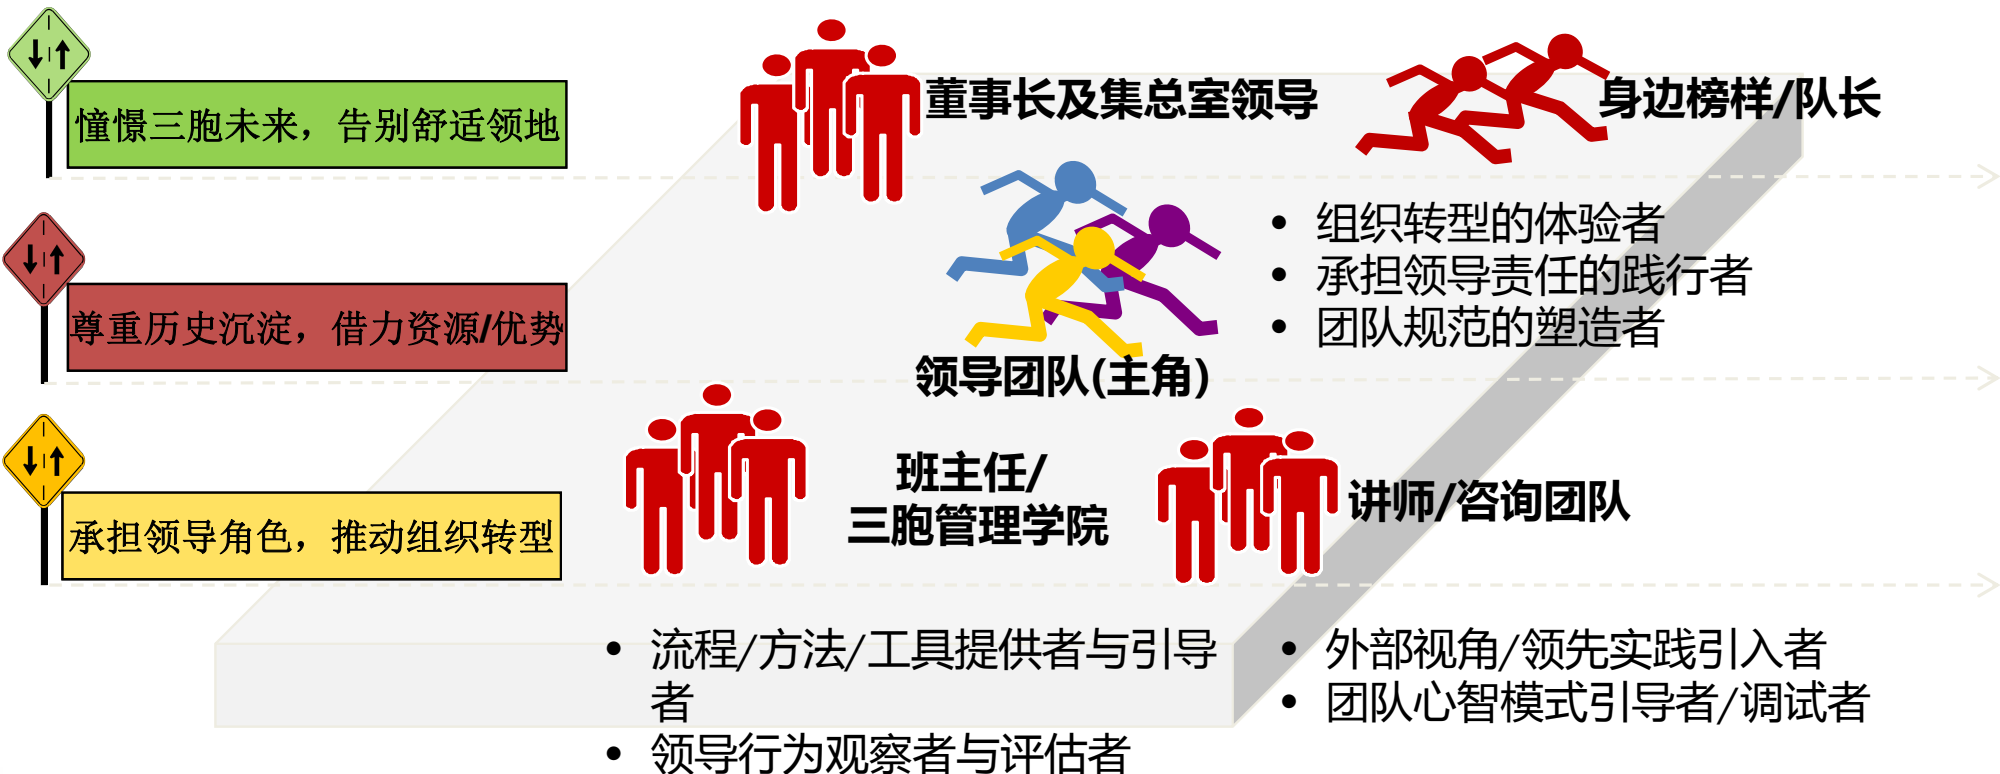 憧憬三胞未来，告别舒适领地
董事长及集总室领导
身边榜样/队长
• 组织转型的体验者
• 承担领导责任的践行者
• 团队规范的塑造者
尊重历史沉淀，借力资源/优势
领导团队(主角)
承担领导角色，推动组织转型
班主任/
三胞管理学院
讲师/咨询团队
• 流程/方法/工具提供者与引导
者
• 领导行为观察者与评估者
• 外部视角/领先实践引入者
• 团队心智模式引导者/调试者